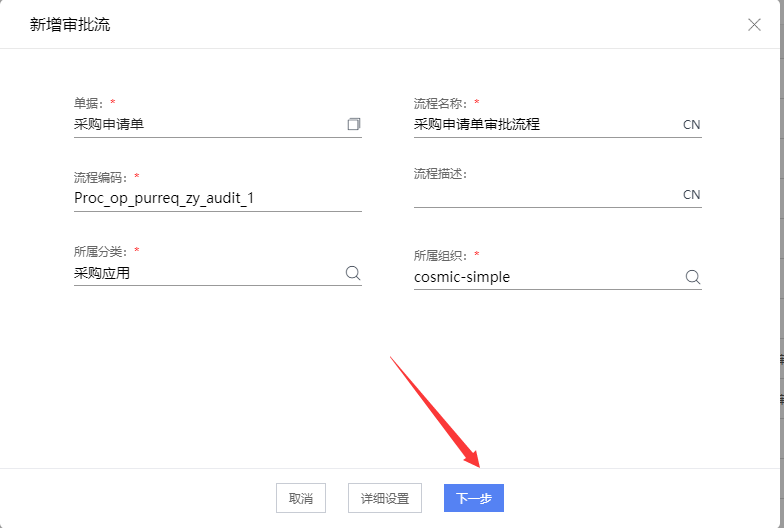 新增审批流
单据: *
采购申请单
流程名称: *
采购申请单审批流程 CN
流程编码: *
Proc_op_purreq_zy_audit_1
流程描述:
CN
所属分类: *
采购应用
所属组织: *
cosmic-simple
取消 详细设置 下一步